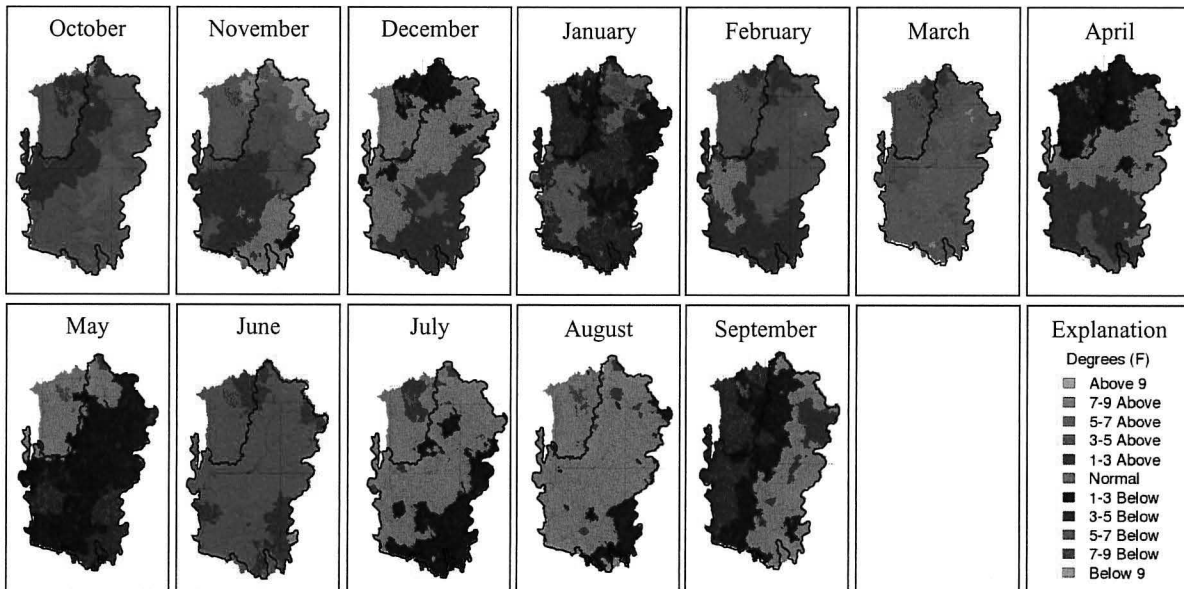 October
November
December
January
February
March
April
May
June
July
August
September
Explanation
Degrees (F)
Above 9
7-9 Above
5-7 Above
3-5 Above
1-3 Above
Normal
1-3 Below
3-5 Below
5-7 Below
7-9 Below
Below 9